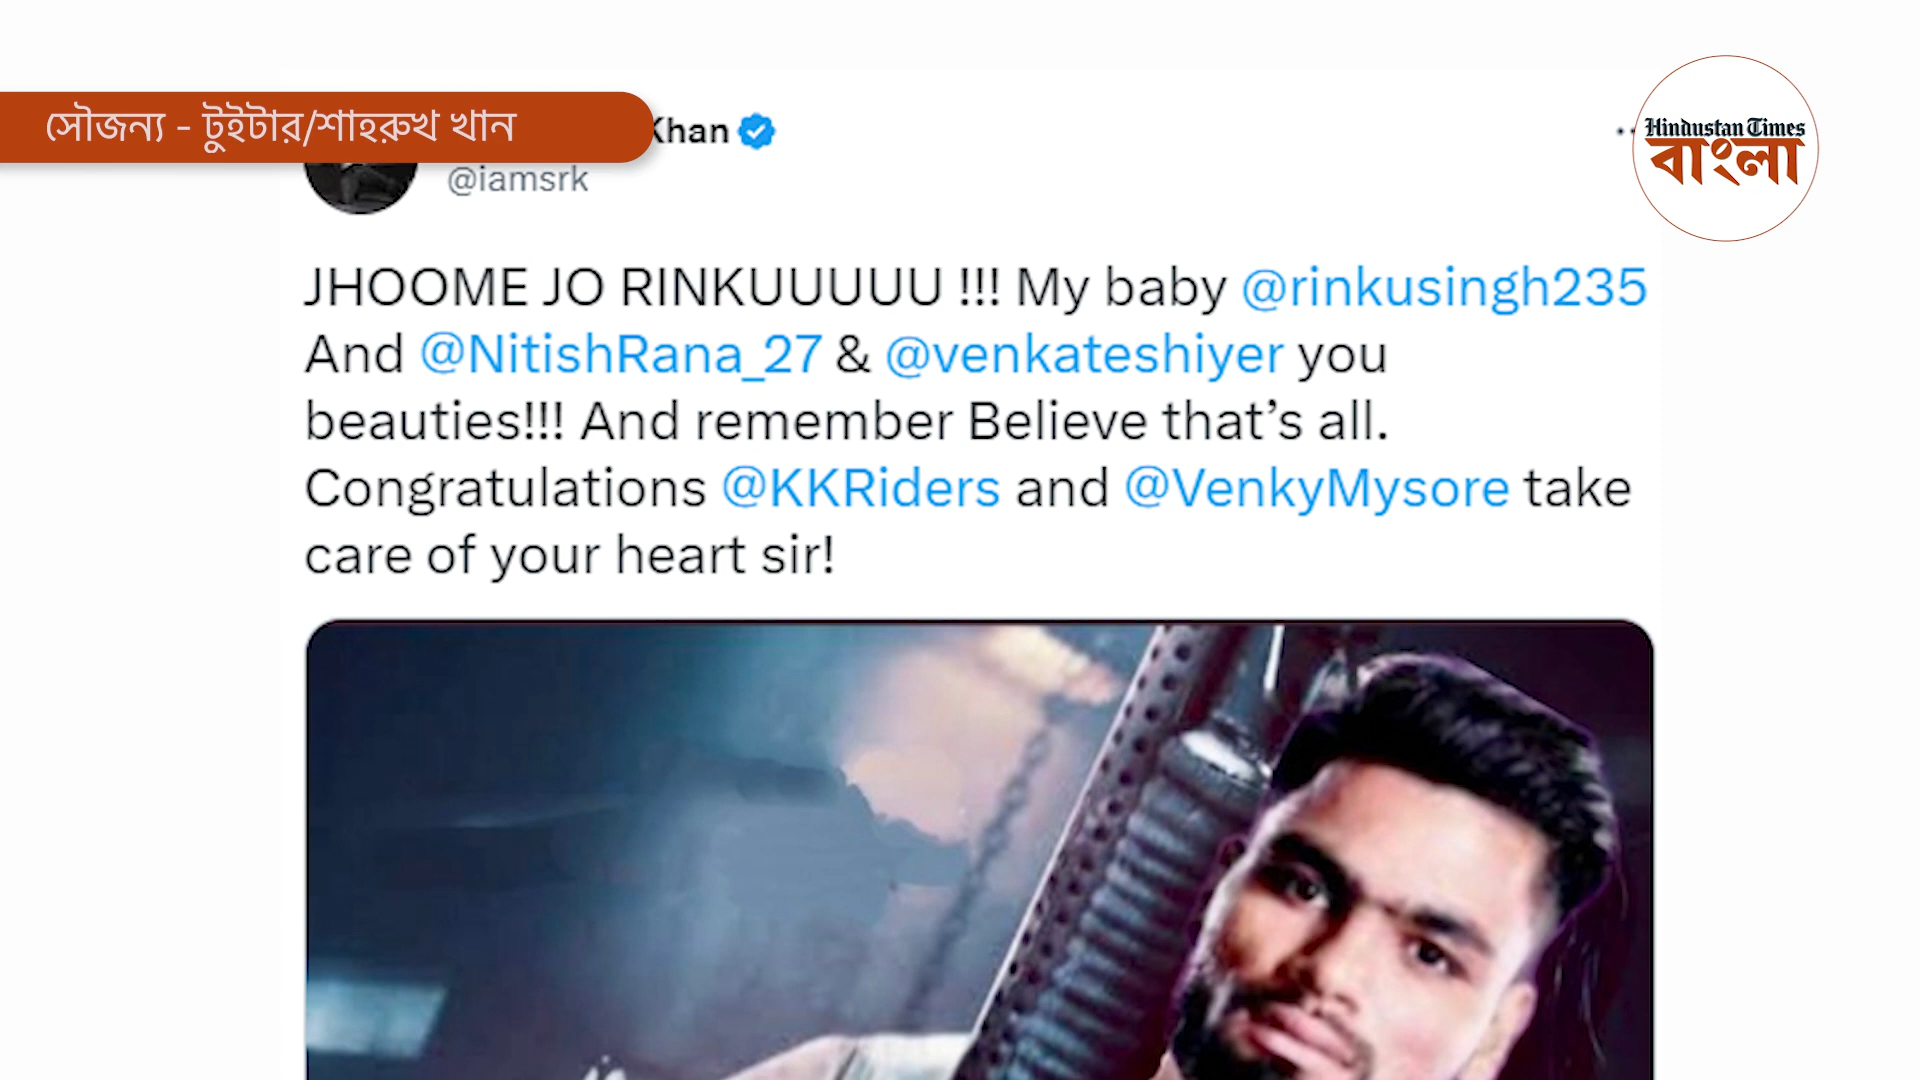 সৌজন্য - টুইটার/শাহরুখ খান
Khan
@iamsrk
Hindustan Times
বাংলা
JHOOME JO RINKUUUUU !!! My baby @rinkusingh235
And @NitishRana_27 & @venkateshiyer you
beauties!!! And remember Believe that’s all.
Congratulations @KKRiders and @VenkyMysore take
care of your heart sir!